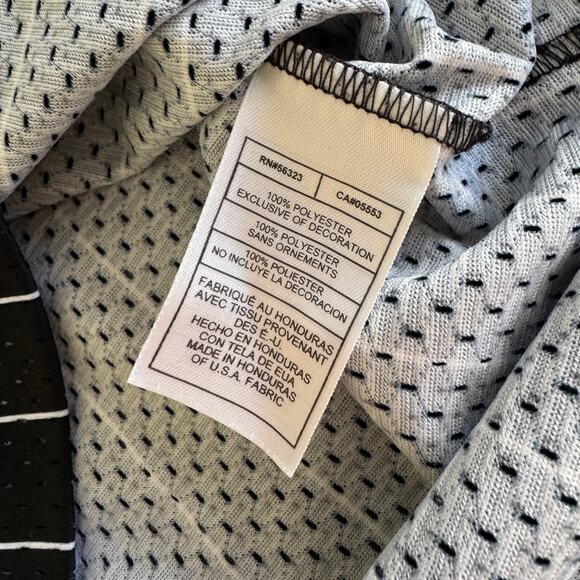 RN#56323 CA#05553
100% POLYESTER
EXCLUSIVE OF DECORATION
100% POLYESTER
SANS ORNEMENTS
100% POLIESTER
NO INCLUYE LA DECORACION
FABRIQUÉ AU HONDURAS
AVEC TISSU PROVENANT
DES É.-U.
HECHO EN HONDURAS
CON TELA DE EUA
MADE IN HONDURAS
OF U.S.A. FABRIC